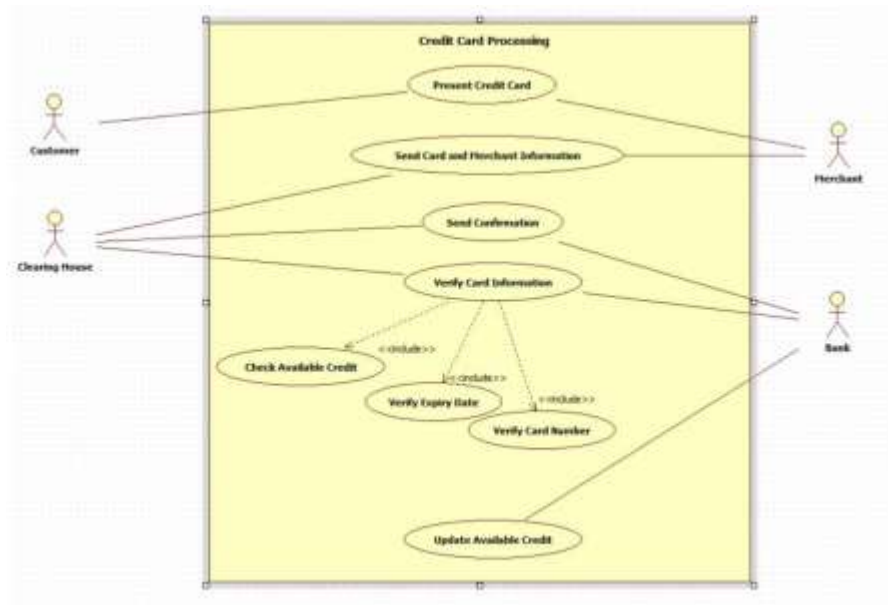 Credit Card Processing
Present Credit Card
Customer
Send Card and Merchant Information
Merchant
Send Confirmation
Clearing House
Verify Card Information
Bank
<<include>>
Check Available Credit
<<include>>
Verify Expiry Date
<<include>>
Verify Card Number
Update Available Credit